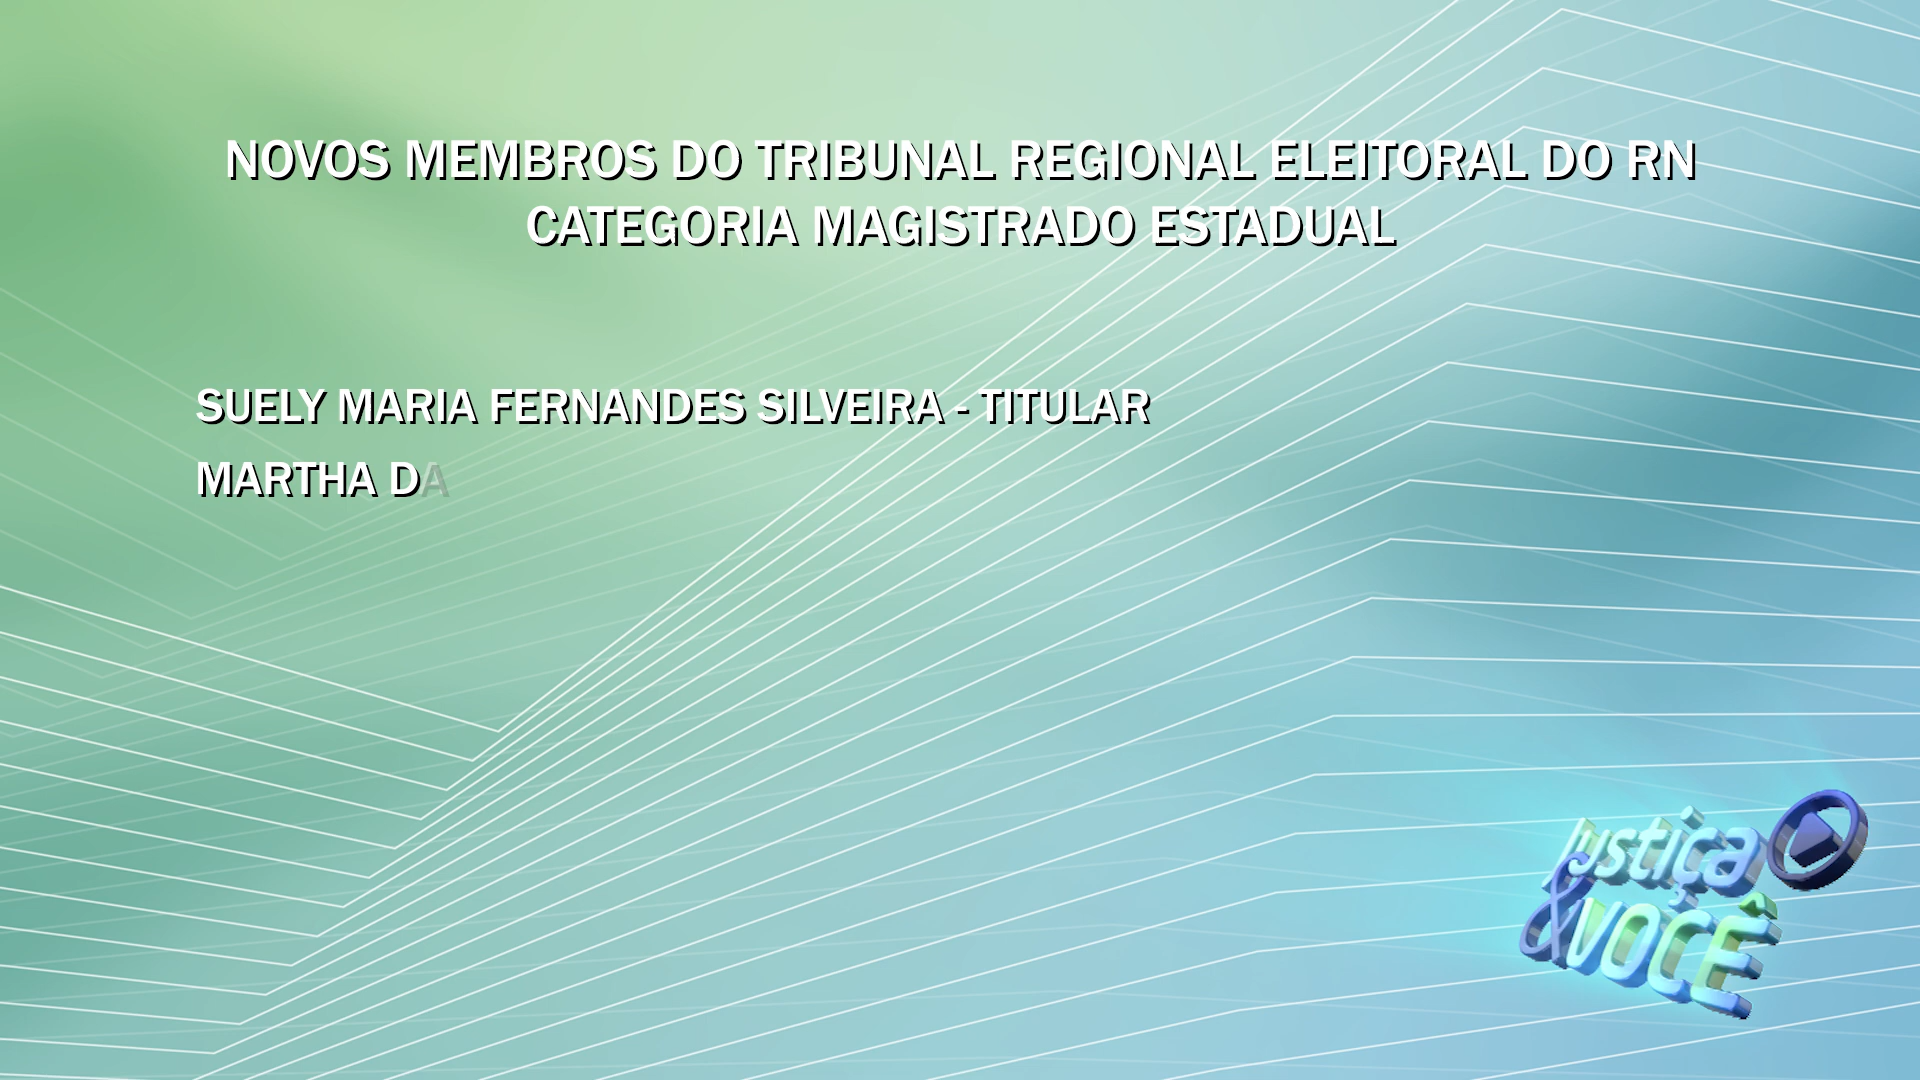 NOVOS MEMBROS DO TRIBUNAL REGIONAL ELEITORAL DO RN
CATEGORIA MAGISTRADO ESTADUAL
SUELY MARIA FERNANDES SILVEIRA - TITULAR
MARTHA DA
Justiça
& VOCÊ